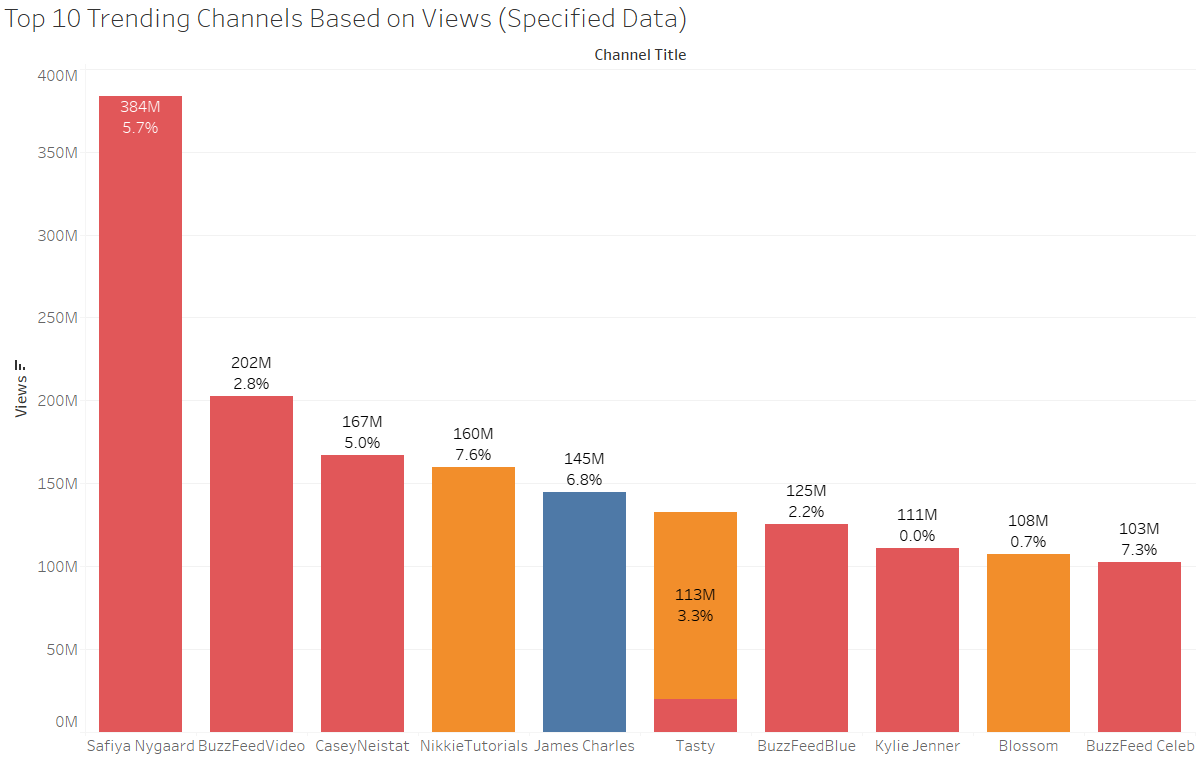 Top 10 Trending Channels Based on Views (Specified Data)
Channel Title
400M
350M
300M
250M
200M
150M
100M
50M
0M
Views
384M
5.7%
202M
2.8%
167M
5.0%
160M
7.6%
145M
6.8%
113M
3.3%
125M
2.2%
111M
0.0%
108M
0.7%
103M
7.3%
Safiya Nygaard BuzzFeedVideo CaseyNeistat NikkieTutorials James Charles Tasty BuzzFeedBlue Kylie Jenner Blossom BuzzFeed Celeb